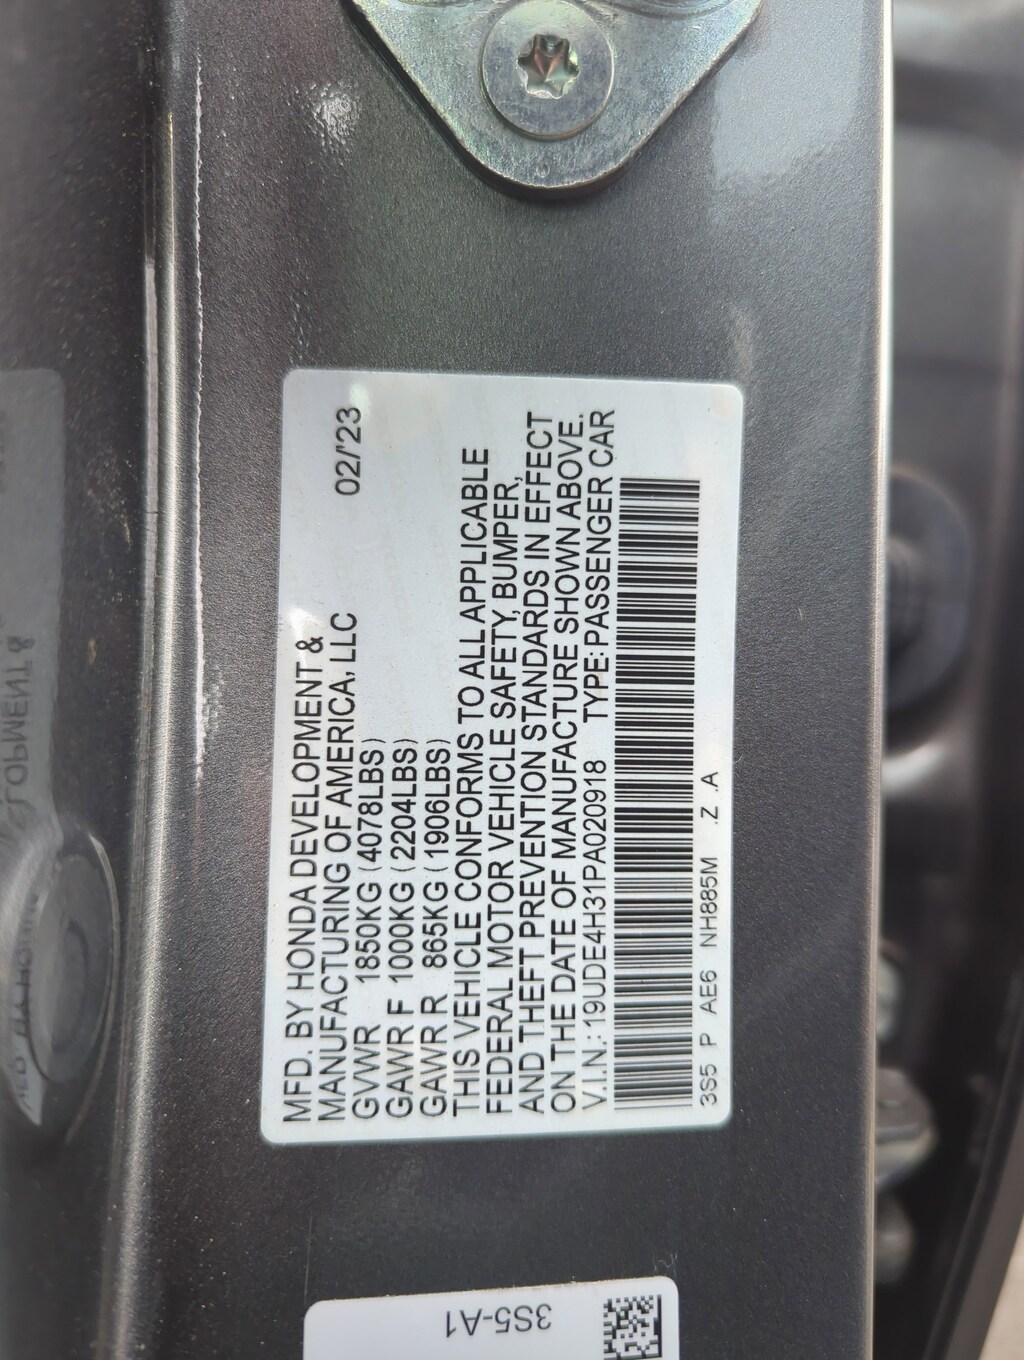 MFD. BY HONDA DEVELOPMENT &
MANUFACTURING OF AMERICA, LLC 02/'23
GVWR 1850KG (4078LBS)
GAWR F 1000KG (2204LBS)
GAWR R 865KG (1906LBS)
THIS VEHICLE CONFORMS TO ALL APPLICABLE
FEDERAL MOTOR VEHICLE SAFETY, BUMPER,
AND THEFT PREVENTION STANDARDS IN EFFECT
ON THE DATE OF MANUFACTURE SHOWN ABOVE.
V.I.N.: 19UDE4H31PA020918 TYPE: PASSENGER CAR
3S5 P AE6 NH885M .Z .A
3S5-A1